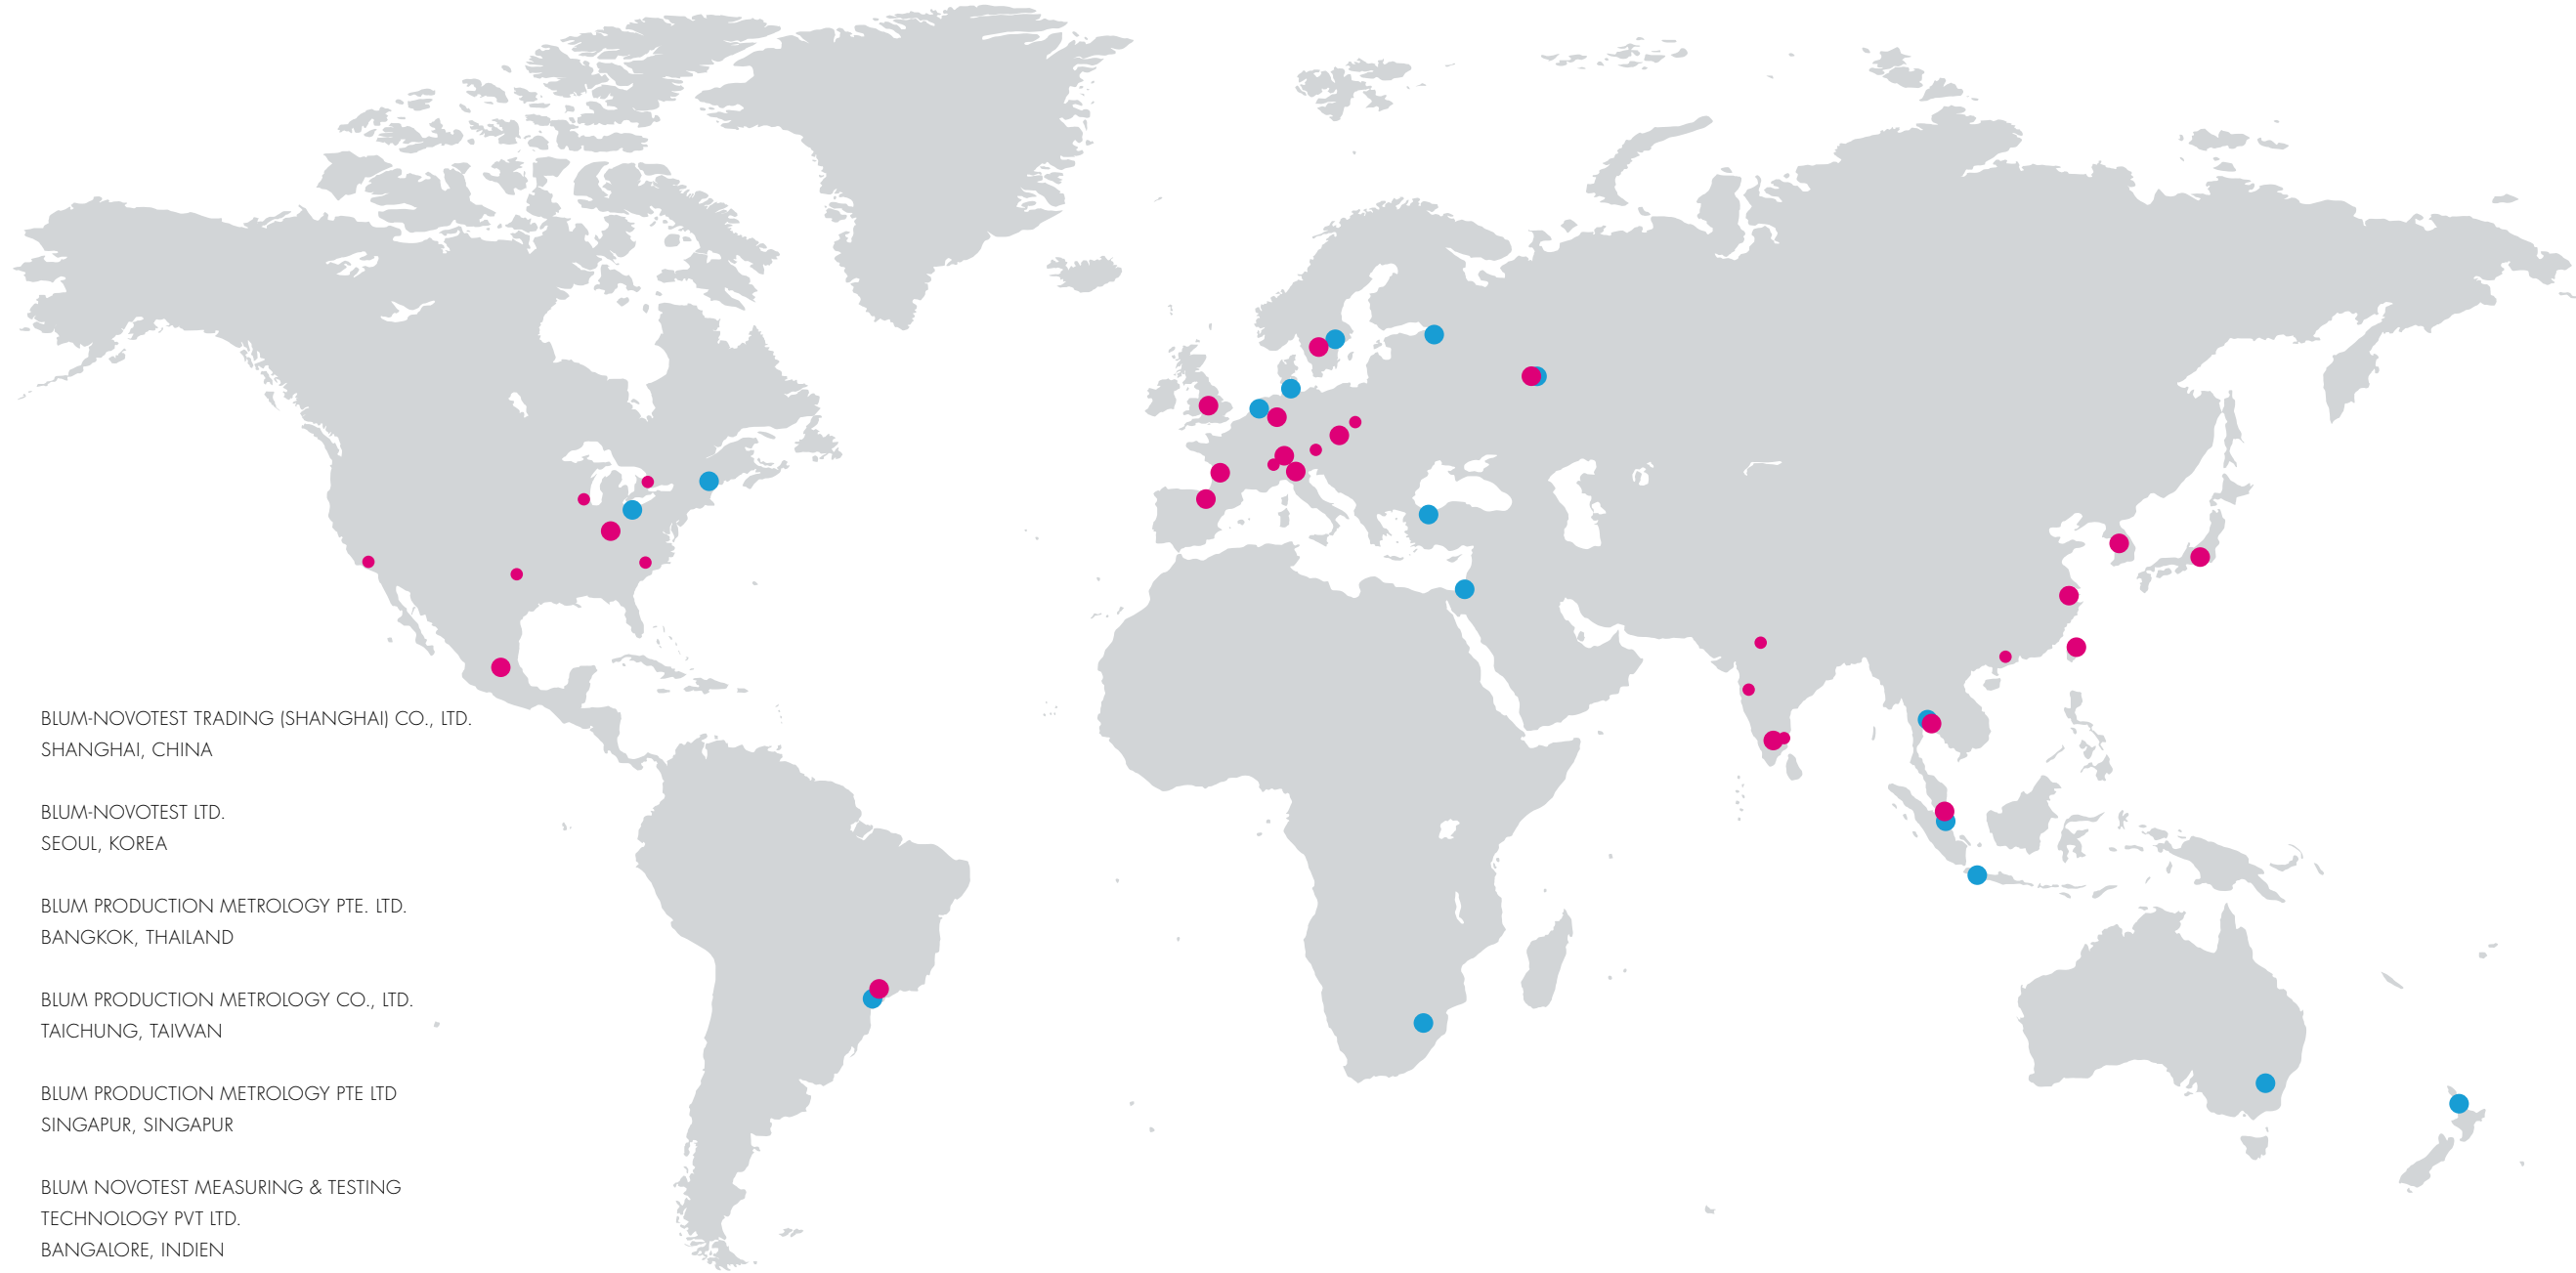 BLUM-NOVOTEST TRADING (SHANGHAI) CO., LTD.
SHANGHAI, CHINA
BLUM-NOVOTEST LTD.
SEOUL, KOREA
BLUM PRODUCTION METROLOGY PTE. LTD.
BANGKOK, THAILAND
BLUM PRODUCTION METROLOGY CO., LTD.
TAICHUNG, TAIWAN
BLUM PRODUCTION METROLOGY PTE LTD
SINGAPUR, SINGAPUR
BLUM NOVOTEST MEASURING & TESTING
TECHNOLOGY PVT LTD.
BANGALORE, INDIEN